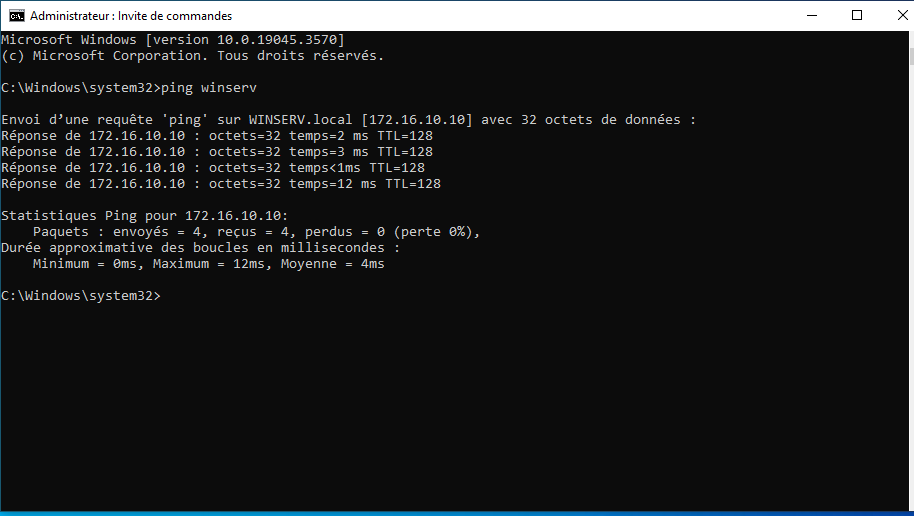 Administrateur : Invite de commandes
Microsoft Windows [version 10.0.19045.3570]
(c) Microsoft Corporation. Tous droits réservés.
C:\Windows\system32>ping winserv
Envoi d’une requête 'ping' sur WINSERV.local [172.16.10.10] avec 32 octets de données :
Réponse de 172.16.10.10 : octets=32 temps=2 ms TTL=128
Réponse de 172.16.10.10 : octets=32 temps=3 ms TTL=128
Réponse de 172.16.10.10 : octets=32 temps<1ms TTL=128
Réponse de 172.16.10.10 : octets=32 temps=12 ms TTL=128
Statistiques Ping pour 172.16.10.10:
    Paquets : envoyés = 4, reçus = 4, perdus = 0 (perte 0%),
Durée approximative des boucles en millisecondes :
    Minimum = 0ms, Maximum = 12ms, Moyenne = 4ms
C:\Windows\system32>